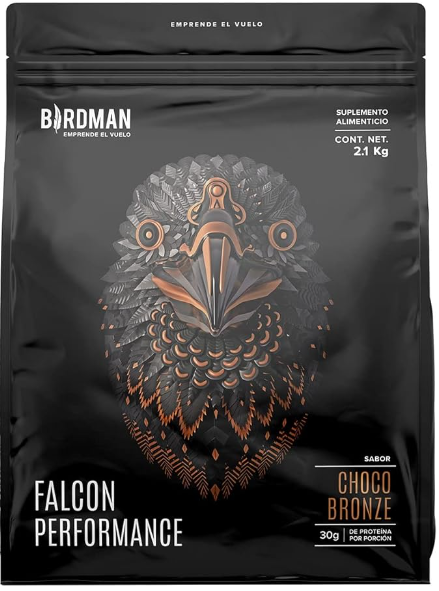 EMPRENDE EL VUELO
BIRDMAN
EMPRENDE EL VUELO
SUPLEMENTO
ALIMENTICIO
CONT. NET.
2.1 Kg
SABOR
CHOCO
BRONZE
30g DE PROTEÍNA
POR PORCIÓN
FALCON
PERFORMANCE